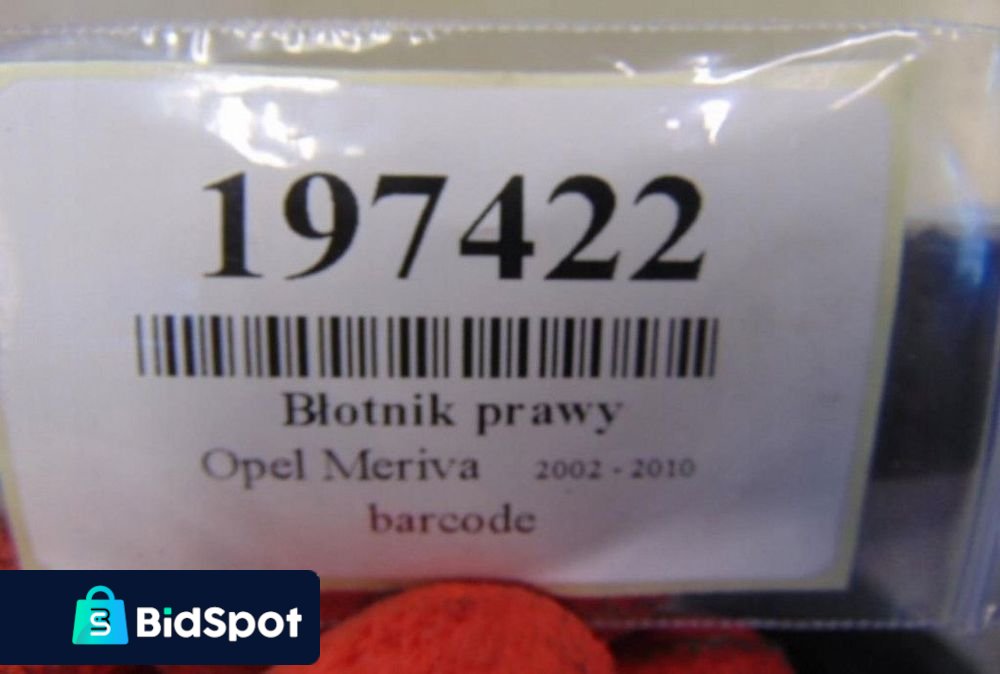 197422
Błotnik prawy
Opel Meriva 2002 - 2010
barcode
BidSpot